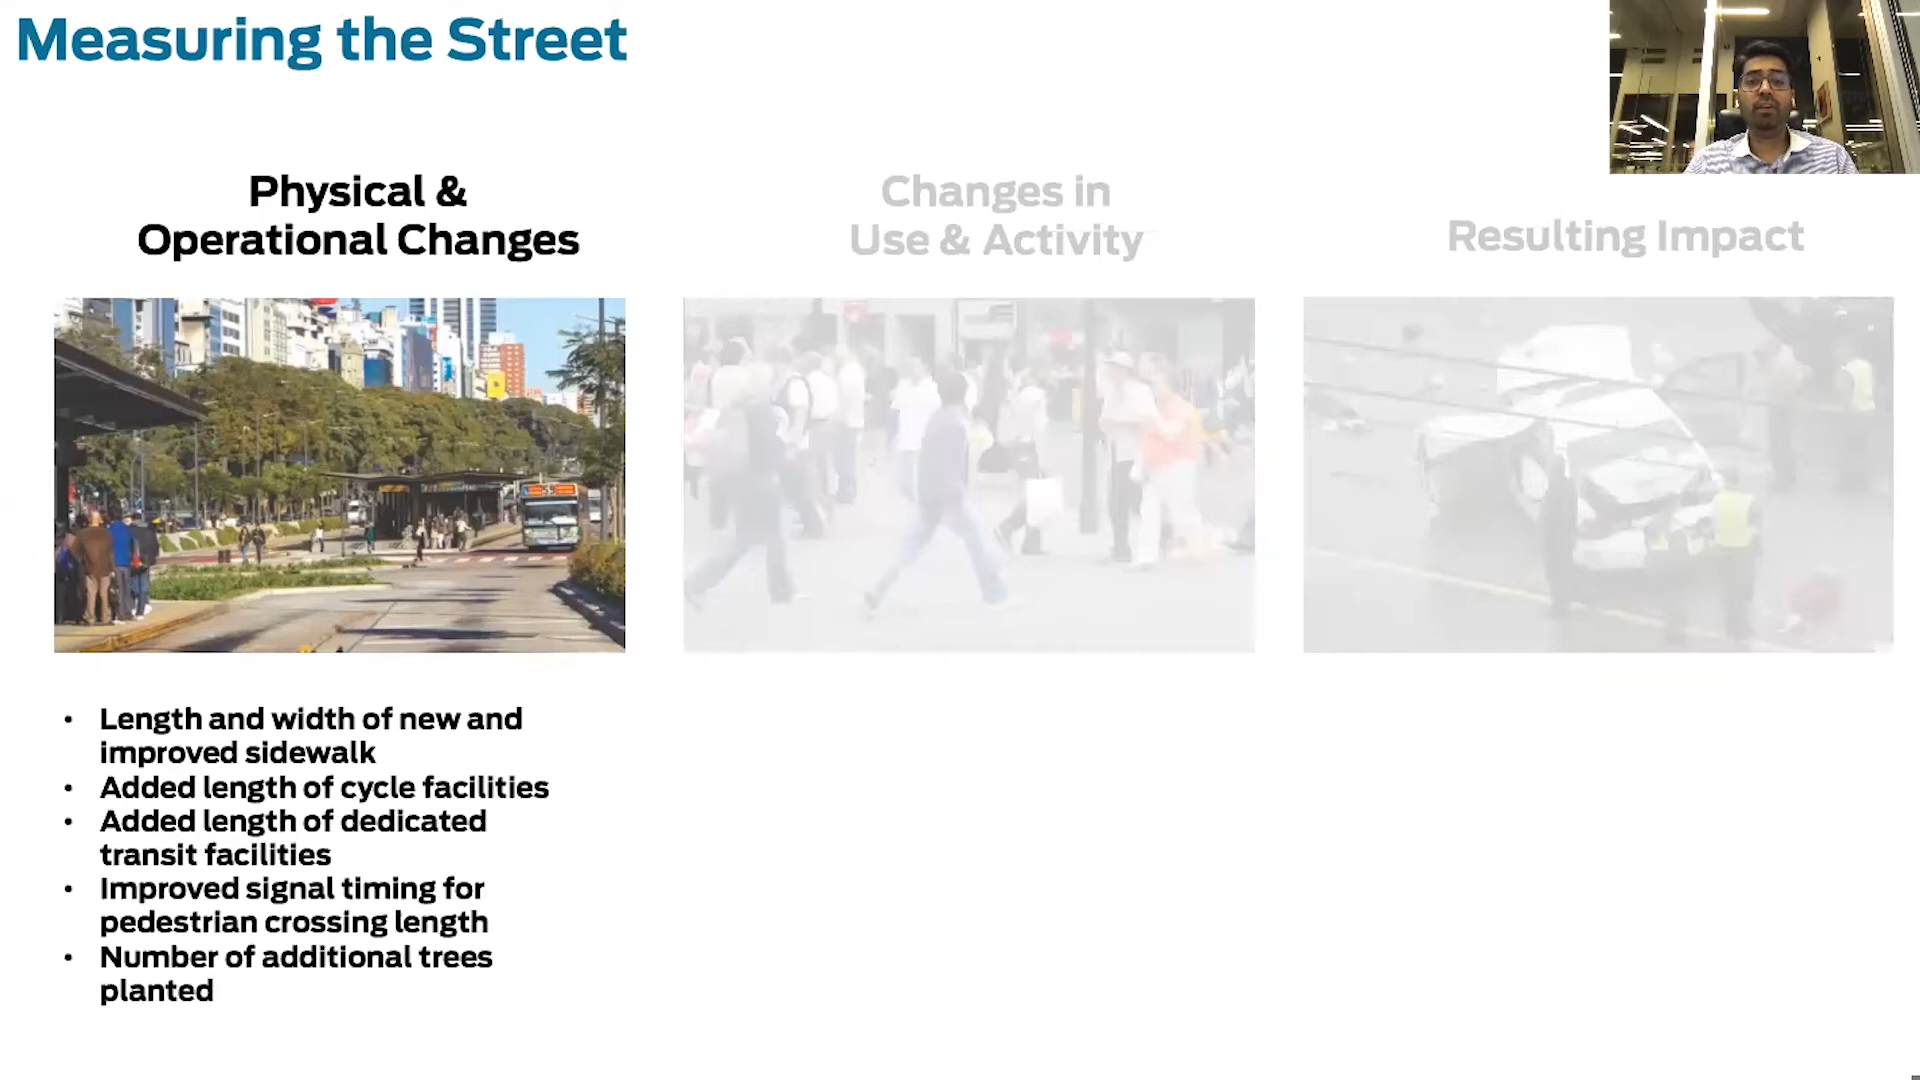 Measuring the Street
Physical &
Operational Changes
Changes in
Use & Activity
Resulting Impact
• Length and width of new and
improved sidewalk
• Added length of cycle facilities
• Added length of dedicated
transit facilities
• Improved signal timing for
pedestrian crossing length
• Number of additional trees
planted